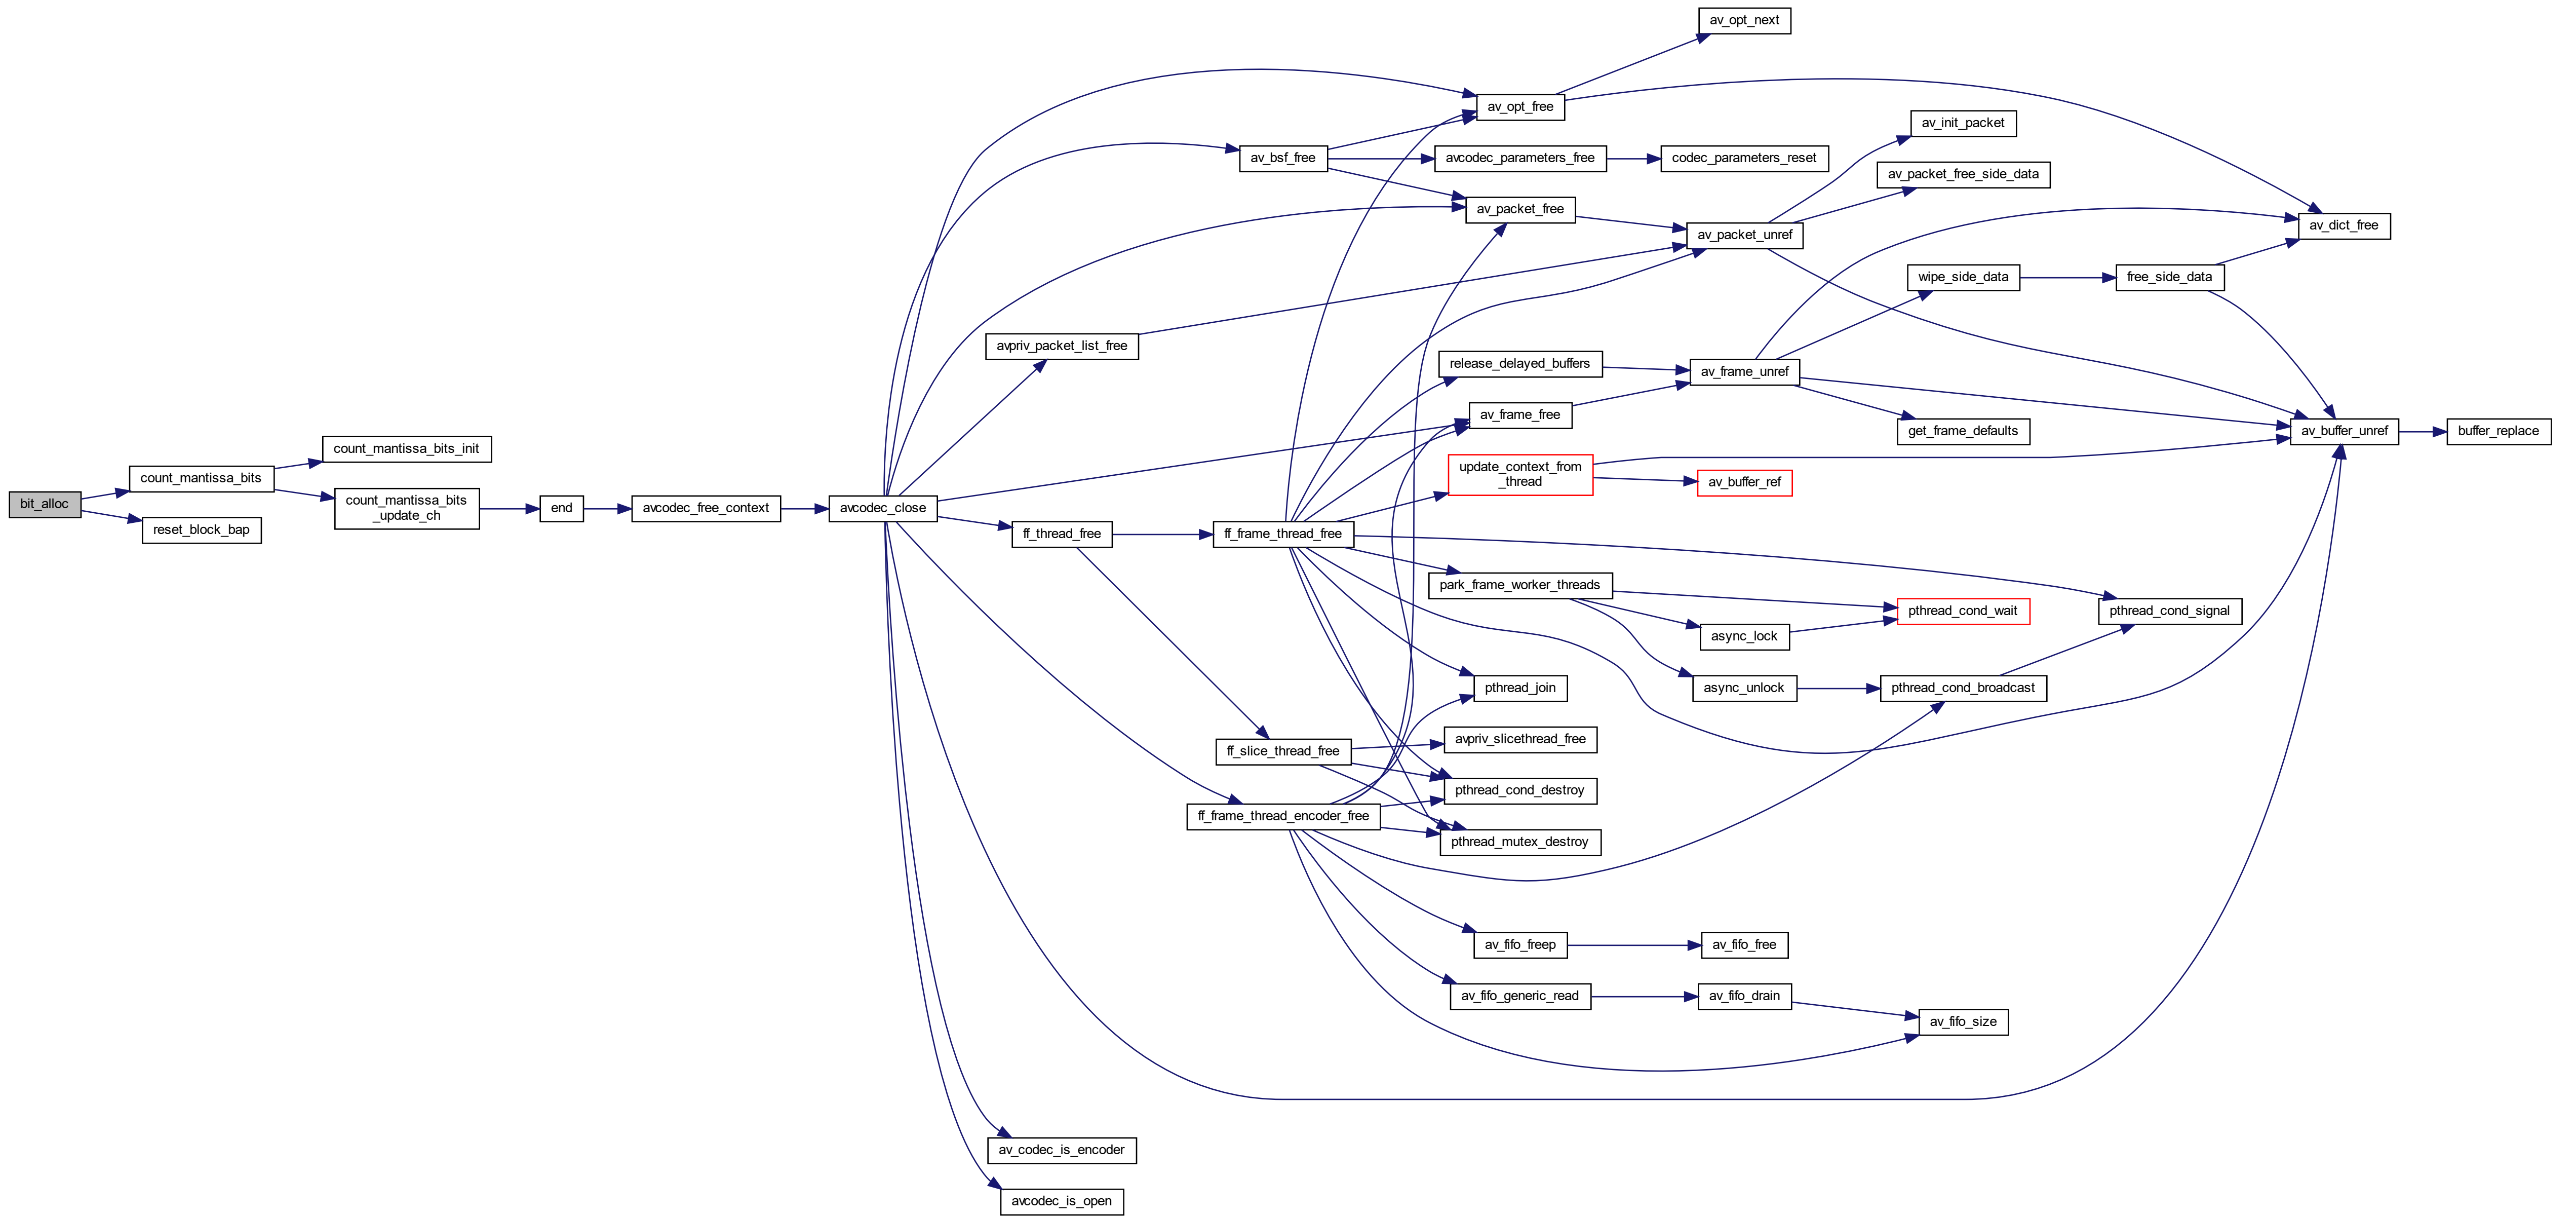 bit_alloc
count_mantissa_bits
reset_block_bap
count_mantissa_bits_init
count_mantissa_bits
_update_ch
end
avcodec_free_context
avcodec_close
av_bsf_free
avpriv_packet_list_free
ff_thread_free
ff_frame_thread_free
ff_slice_thread_free
ff_frame_thread_encoder_free
av_codec_is_encoder
avcodec_is_open
av_opt_free
avcodec_parameters_free
av_packet_free
release_delayed_buffers
av_frame_free
update_context_from
_thread
park_frame_worker_threads
pthread_join
avpriv_slicethread_free
pthread_cond_destroy
pthread_mutex_destroy
av_fifo_freep
av_fifo_generic_read
av_opt_next
codec_parameters_reset
av_packet_unref
av_frame_unref
av_buffer_ref
async_lock
async_unlock
av_fifo_free
av_fifo_drain
av_init_packet
av_packet_free_side_data
wipe_side_data
get_frame_defaults
pthread_cond_wait
pthread_cond_broadcast
av_fifo_size
free_side_data
pthread_cond_signal
av_dict_free
av_buffer_unref
buffer_replace